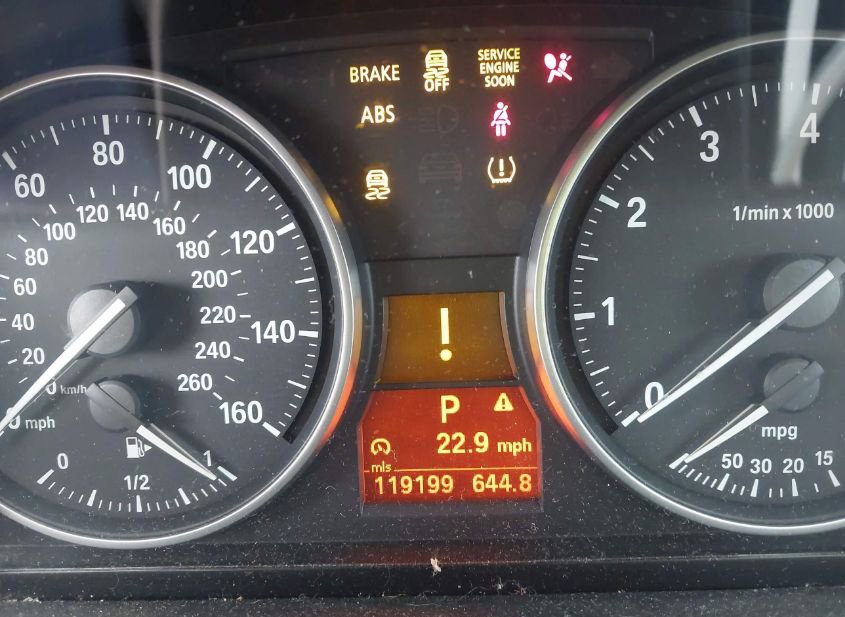 BRAKE
OFF
SERVICE
ENGINE
SOON
ABS
60
80
100
120
140
160
20
40
60
80
100
120
140
160
180
200
220
240
260
km/h
mph
0
1/2
1
!
P
22.9 mph
mls
119199 644.8
0
1
2
3
4
1/min x 1000
mpg
50
30
20
15